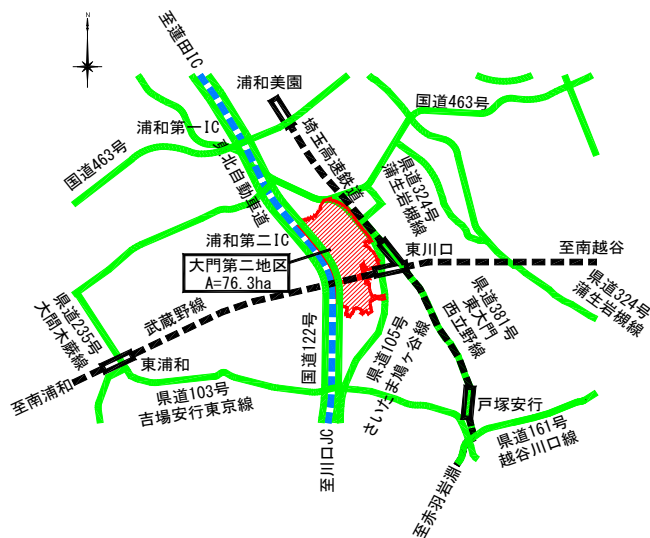 N
至蓮田IC
浦和美園
国道463号
浦和第一IC
埼玉高速鉄道
国道463号
東北自動車道
県道324号
蒲生岩槻線
浦和第二IC
東川口
至南越谷
大門第二地区
A=76.3ha
県道324号
蒲生岩槻線
県道235号
大間木蕨線
武蔵野線
国道122号
県道105号
さいたま鳩ヶ谷線
県道381号
東大門
西立野線
東浦和
至南浦和
県道103号
吉場安行東京線
戸塚安行
県道161号
越谷川口線
至川口JC
至赤羽岩淵